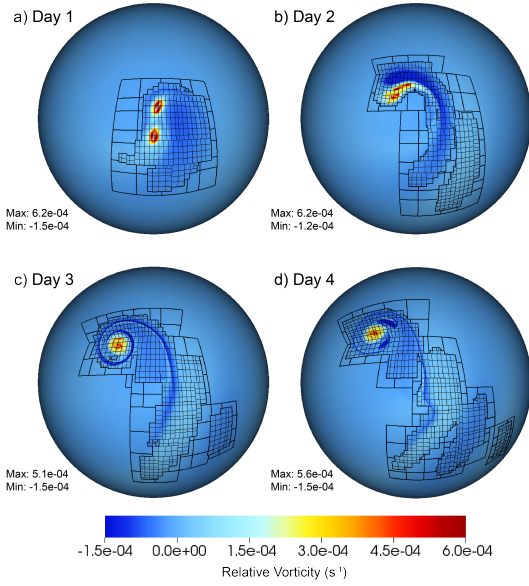 a) Day 1
b) Day 2
Max: 6.2e-04
Min: -1.5e-04
Max: 6.2e-04
Min: -1.2e-04
c) Day 3
d) Day 4
Max: 5.1e-04
Min: -1.5e-04
Max: 5.6e-04
Min: -1.5e-04
-1.5e-04 0.0e+00 1.5e-04 3.0e-04 4.5e-04 6.0e-04
Relative Vorticity (s⁻¹)